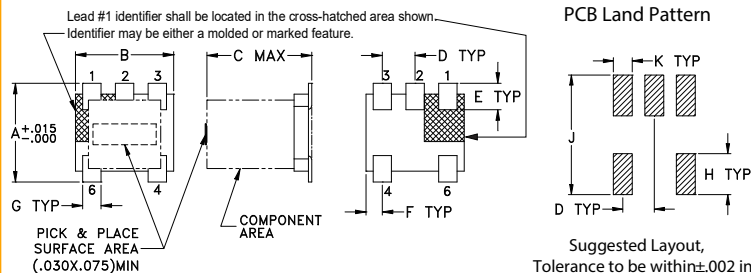 Lead #1 identifier shall be located in the cross-hatched area shown.
Identifier may be either a molded or marked feature.
PCB Land Pattern
B
C MAX
D TYP
K TYP
1 2 3
3 2 1
E TYP
A+.015
-.000
J
H TYP
6 4
4 6
G TYP
F TYP
D TYP
COMPONENT
AREA
PICK & PLACE
SURFACE AREA
(.030X.075)MIN
Suggested Layout,
Tolerance to be within±.002 in